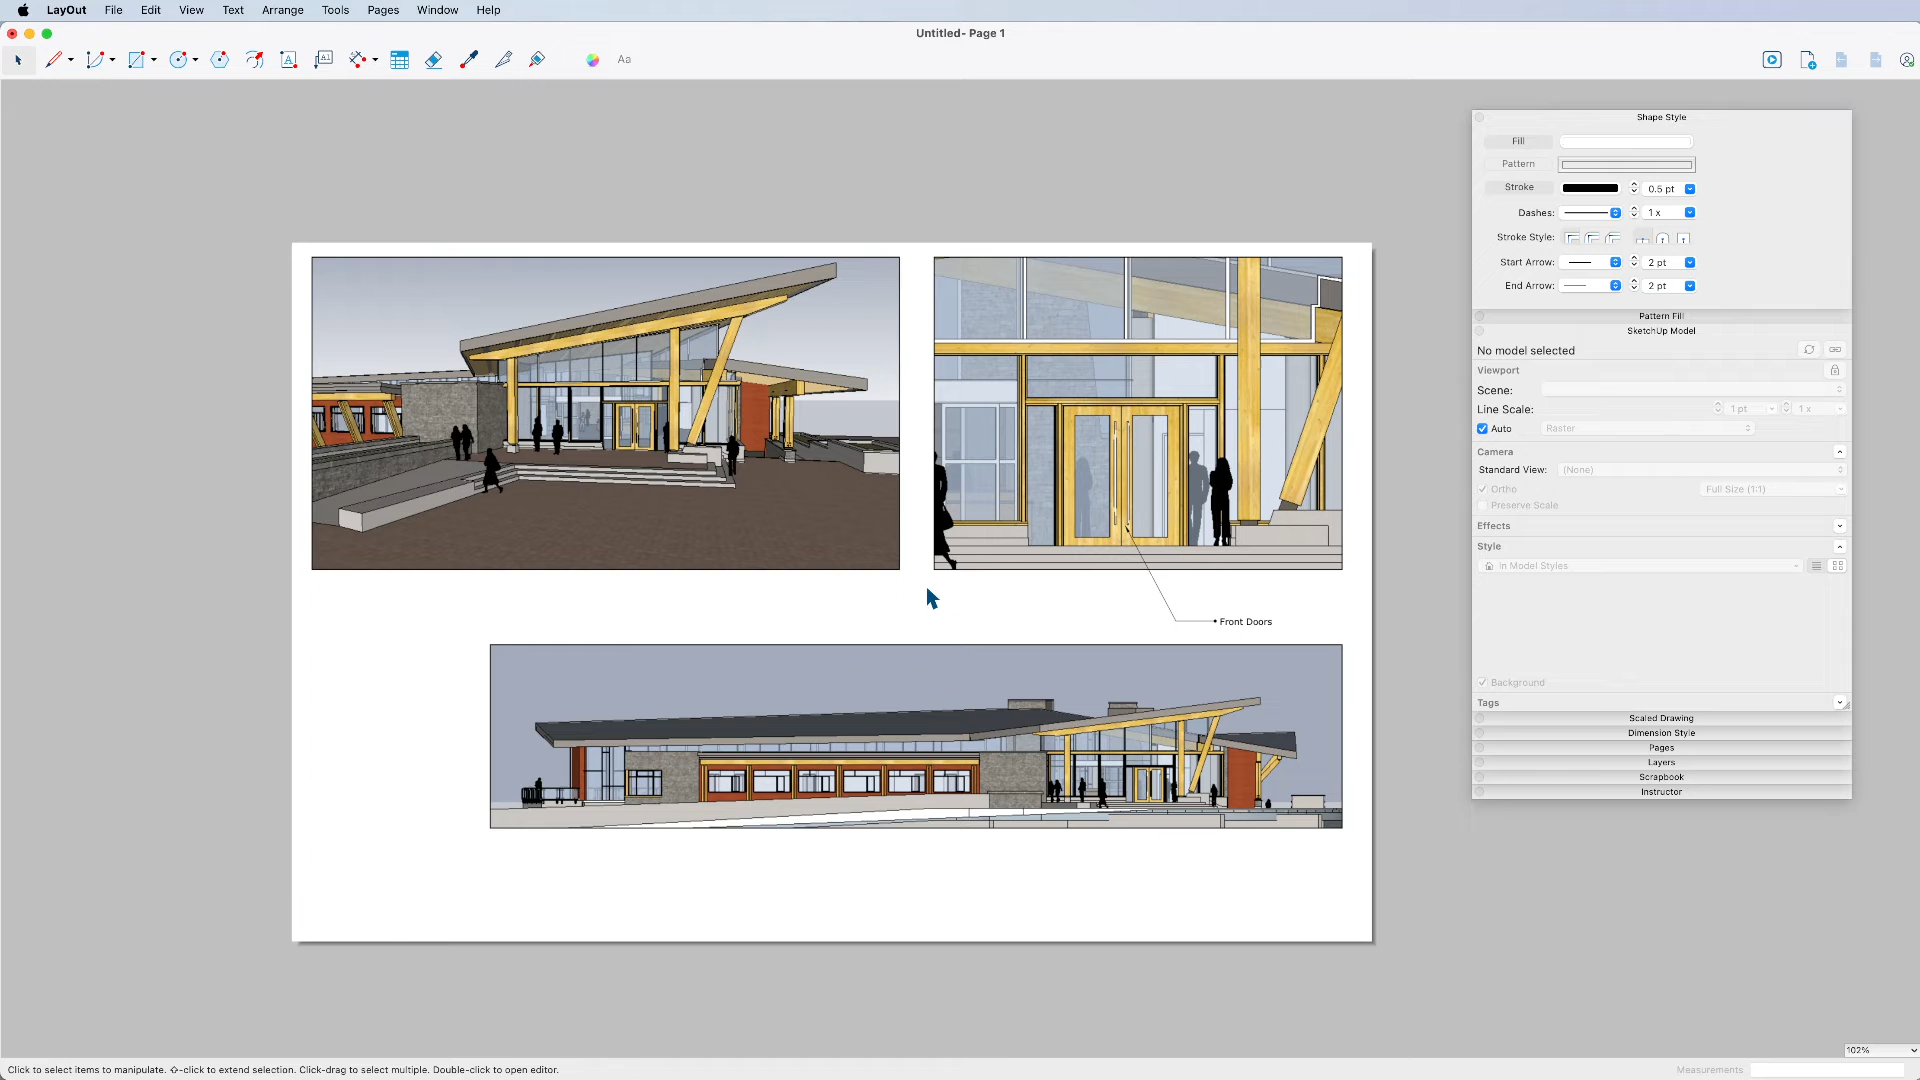 LayOut File Edit View Text Arrange Tools Pages Window Help
Untitled- Page 1
A
A1
Aa
Shape Style
Fill
Pattern
Stroke 0.5 pt
Dashes: 1 x
Stroke Style:
Start Arrow: 2 pt
End Arrow: 2 pt
Pattern Fill
SketchUp Model
No model selected
Viewport
Scene:
Line Scale: 1 pt 1 x
Auto Raster
Camera
Standard View: (None)
Ortho Full Size (1:1)
Preserve Scale
Effects
Style
In Model Styles
Background
Tags
Scaled Drawing
Dimension Style
Pages
Layers
Scrapbook
Instructor
Front Doors
102%
Click to select items to manipulate. ⇧-click to extend selection. Click-drag to select multiple. Double-click to open editor.
Measurements